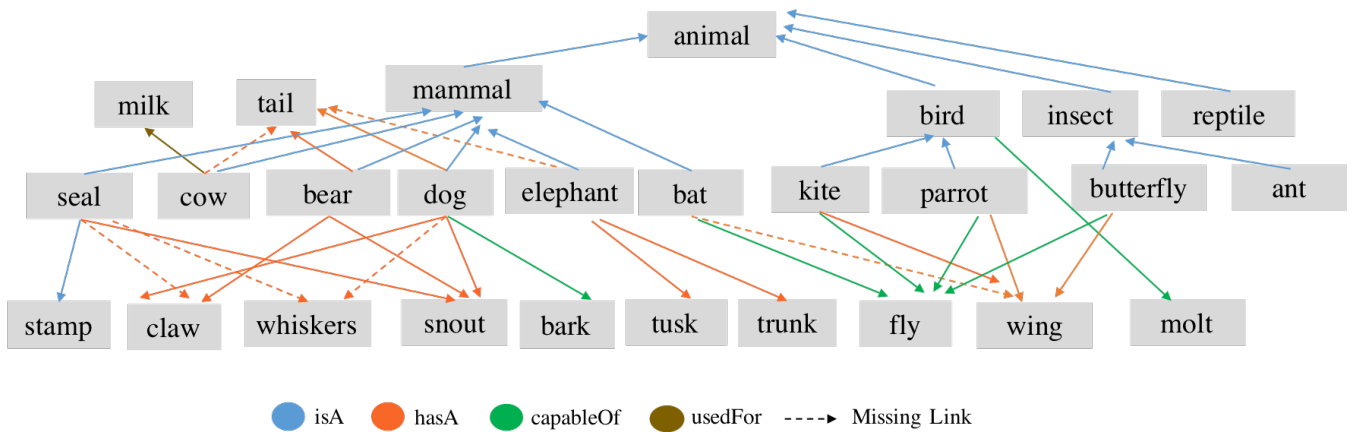 animal
mammal
milk
tail
bird
insect
reptile
seal
cow
bear
dog
elephant
bat
kite
parrot
butterfly
ant
stamp
claw
whiskers
snout
bark
tusk
trunk
fly
wing
molt
isA
hasA
capableOf
usedFor
Missing Link